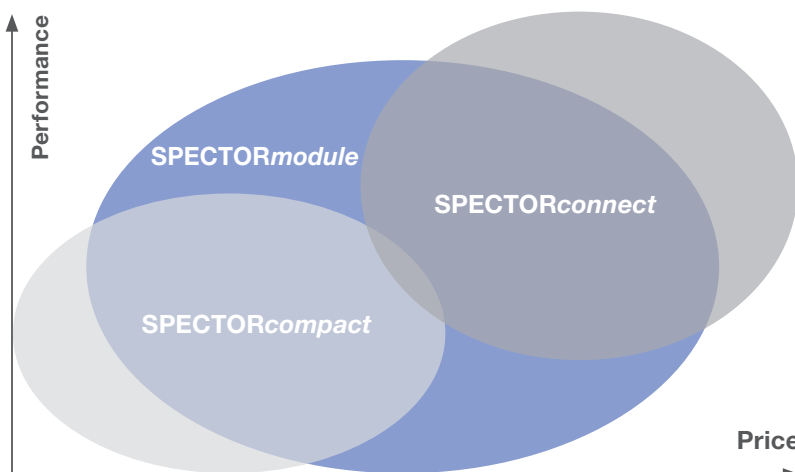 Performance
SPECTORmodule
SPECTORconnect
SPECTORcompact
Price